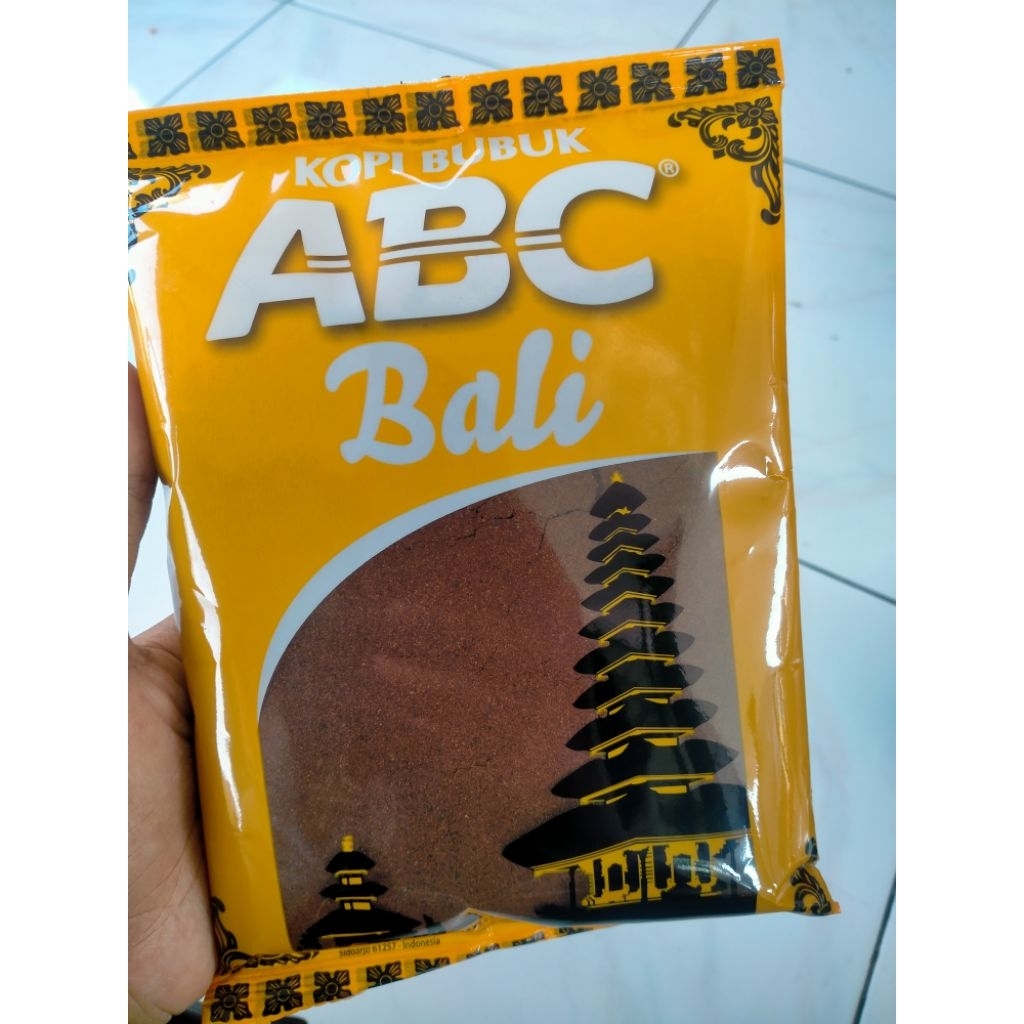 KOPI BUBUK
ABC®
Bali
Sidoarjo 61257 - Indonesia